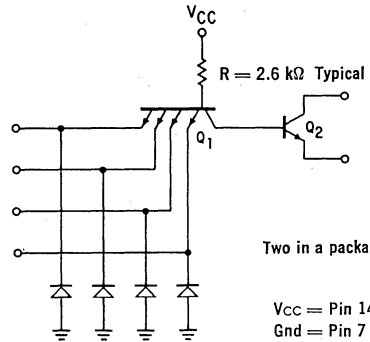 VCC
R = 2.6 kΩ Typical
Q1
Q2
Two in a packa
VCC = Pin 14
Gnd = Pin 7